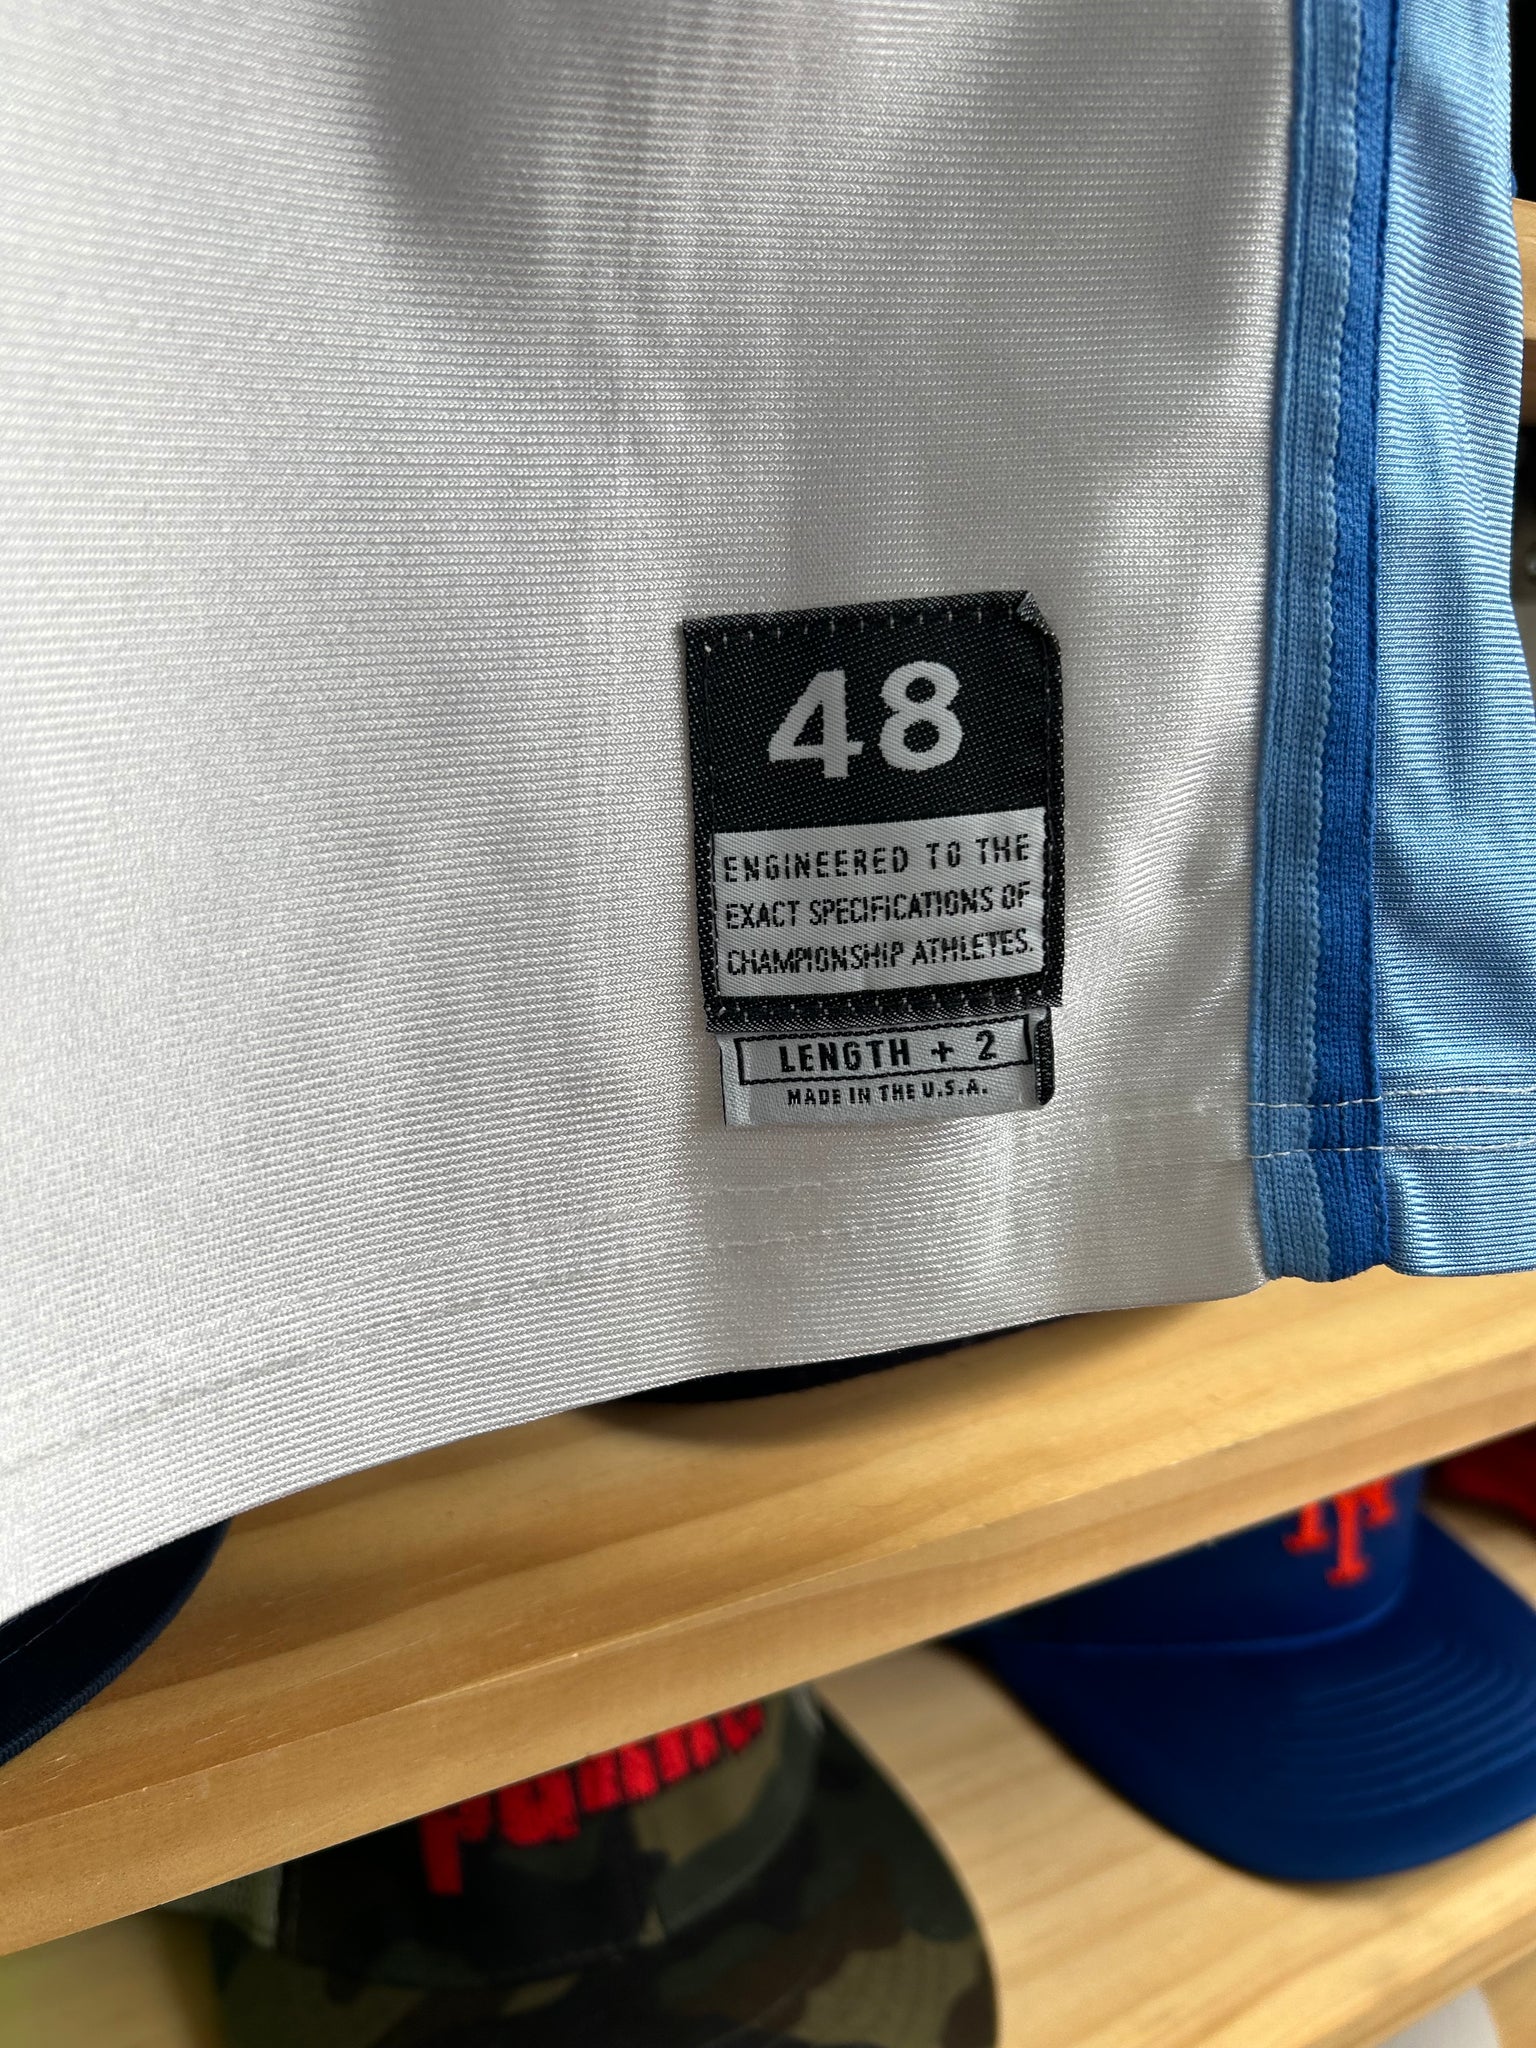 48
ENGINEERED TO THE
EXACT SPECIFICATIONS OF
CHAMPIONSHIP ATHLETES.
LENGTH + 2
MADE IN THE U.S.A.